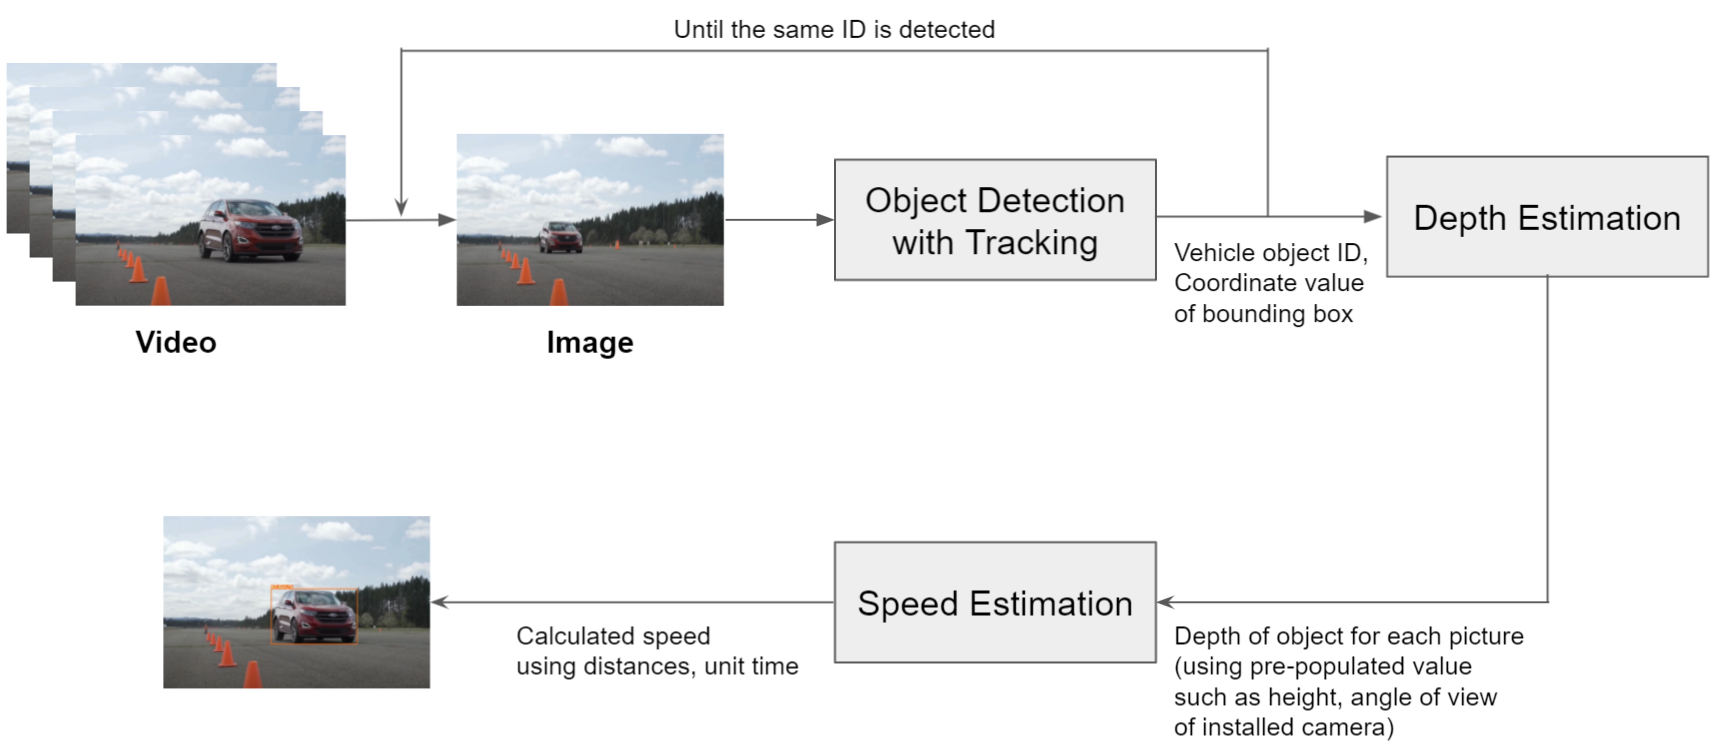 Until the same ID is detected
Video
Image
Object Detection
with Tracking
Vehicle object ID,
Coordinate value
of bounding box
Depth Estimation
Calculated speed
using distances, unit time
Speed Estimation
Depth of object for each picture
(using pre-populated value
such as height, angle of view
of installed camera)